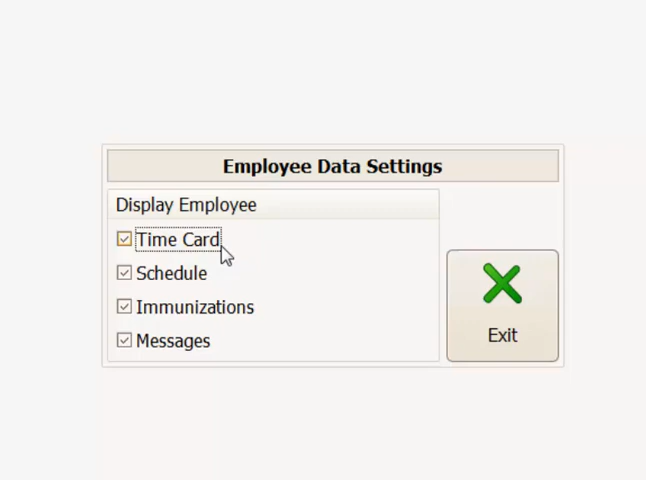 Employee Data Settings
Display Employee
Time Card
Schedule
Immunizations
Messages
Exit